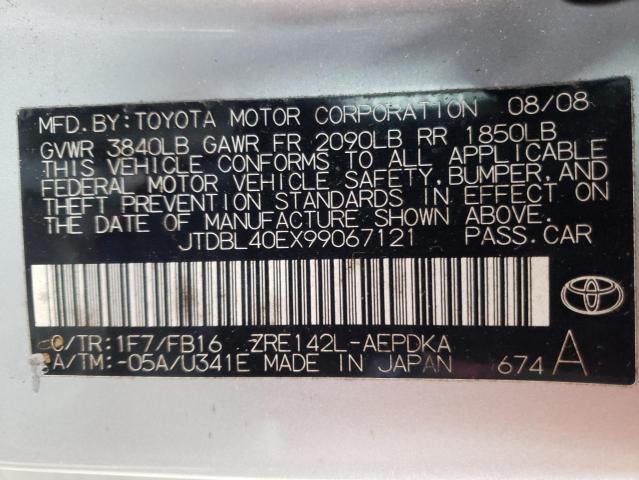 MFD.BY:TOYOTA MOTOR CORPORATION 08/08
GVWR 3840LB GAWR FR 2090LB RR 1850LB
THIS VEHICLE CONFORMS TO ALL APPLICABLE
FEDERAL MOTOR VEHICLE SAFETY,BUMPER,AND
THEFT PREVENTION STANDARDS IN EFFECT ON
THE DATE OF MANUFACTURE SHOWN ABOVE.
JTDBL40EX99067121 PASS.CAR
C/TR:1F7/FB16 ZRE142L-AEPDKA
A/TM:-05A/U341E MADE IN JAPAN 674 A